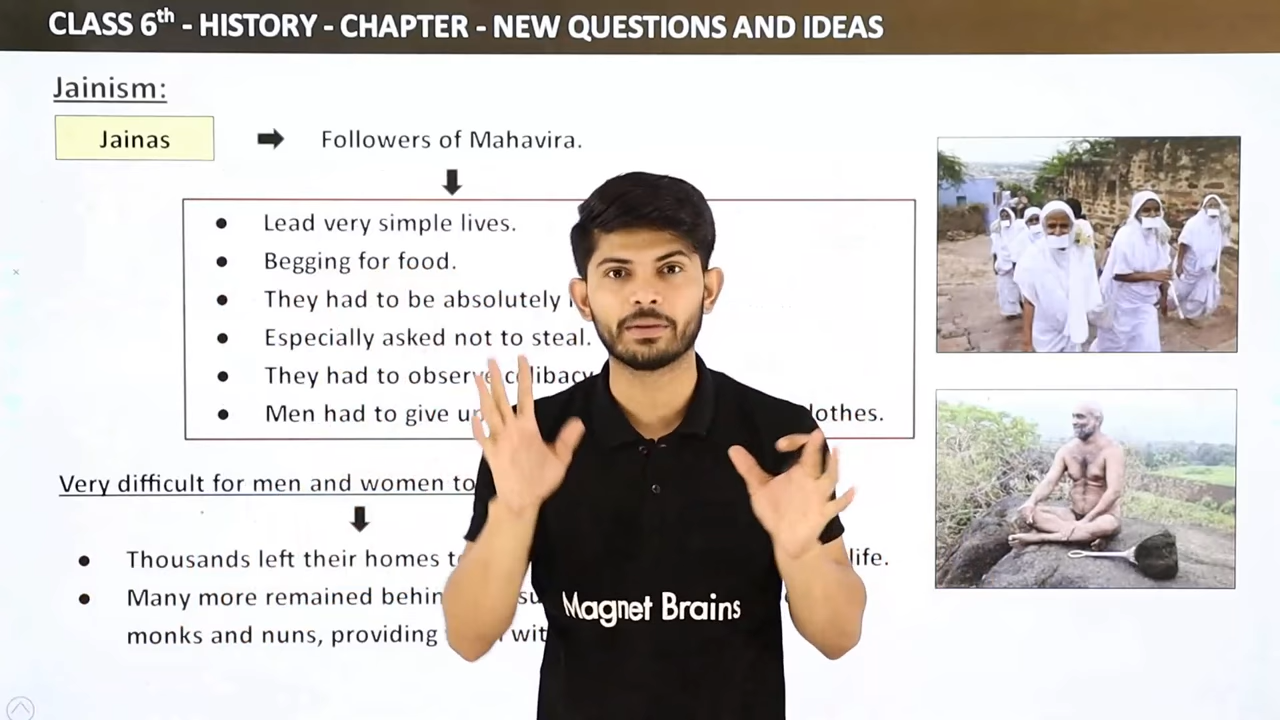 CLASS 6th - HISTORY - CHAPTER - NEW QUESTIONS AND IDEAS
Jainism:
Jainas
Followers of Mahavira.
Lead very simple lives.
Begging for food.
They had to be absolutely
Especially asked not to steal.
They had to observe celibacy
Men had to give
Very difficult for men and women to
Thousands left their homes life.
Many more remained
monks and nuns, providing
Magnet Brains